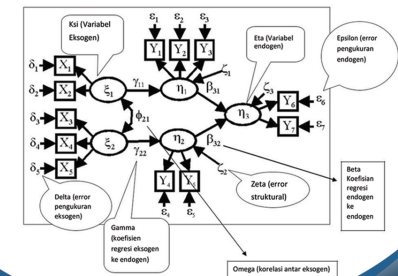 Ksi (Variabel
Eksogen)
ε₁ ε₂ ε₃
Y₁ Y₂ Y₃
Eta (Variabel
endogen)
Epsilon (error
pengukuran
endogen)
δ₁ X₁
δ₂ X₂
ξ₁ γ₁₁ η₁ ζ₁
β₃₁
η₃ ζ₃
Y₆ ε₆
Y₇ ε₇
δ₃ X₃
δ₄ X₄
δ₅ X₅
ϕ₂₁
ξ₂ γ₂₂ η₂ β₃₂
ζ₂
Y₄
ε₄ ε₅
Delta (error
pengukuran
eksogen)
Gamma
(koefisien
regresi eksogen
ke endogen)
Zeta (error
struktural)
Beta
Koefisian
regresi
endogen
ke
endogen
Omega (korelasi antar eksogen)